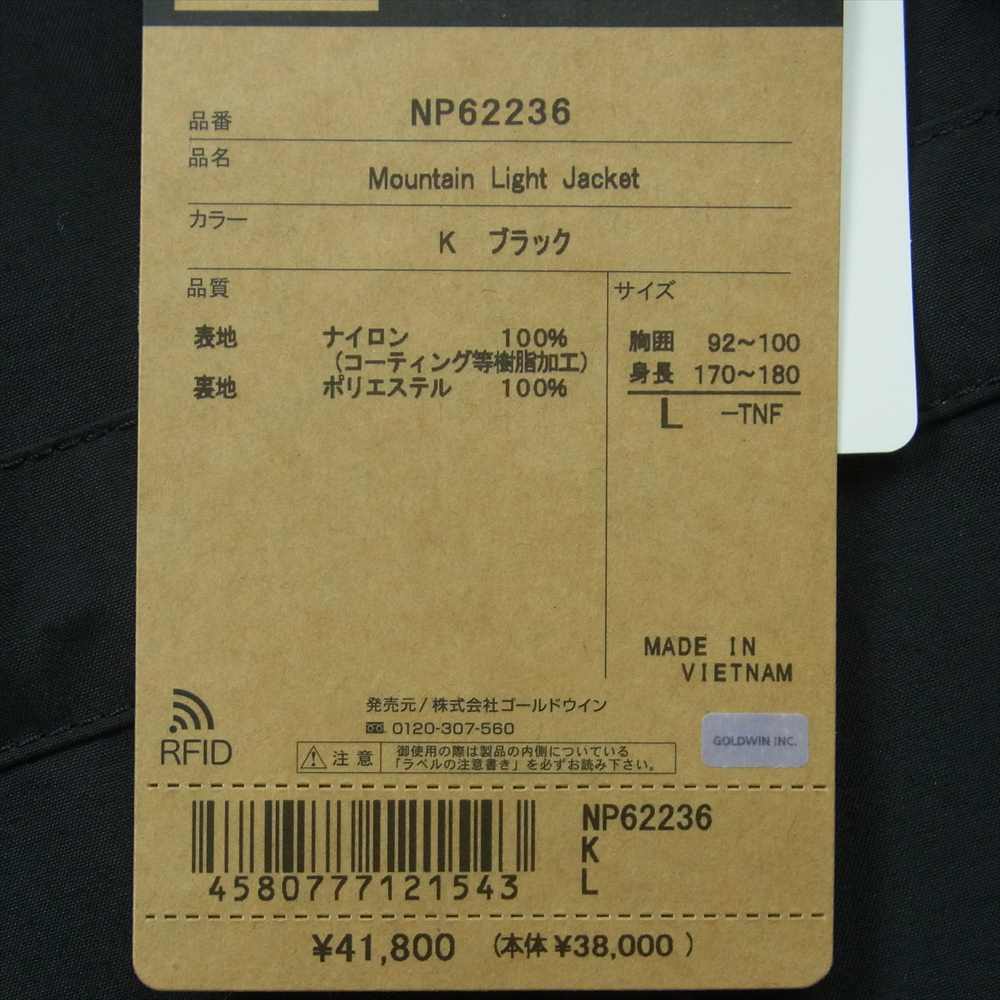 品番 NP62236
品名
Mountain Light Jacket
カラー
K ブラック
品質
表地 ナイロン 100%
(コーティング等樹脂加工)
裏地 ポリエステル 100%
サイズ
胸囲 92~100
身長 170~180
L -TNF
MADE IN
VIETNAM
発売元/株式会社ゴールドウイン
0120-307-560
RFID
注意
御使用の際は製品の内側についている
「ラベルの注意書き」を必ずお読み下さい。
GOLDWIN INC.
4580777121543
NP62236
K
L
¥41,800 (本体 ¥38,000 )